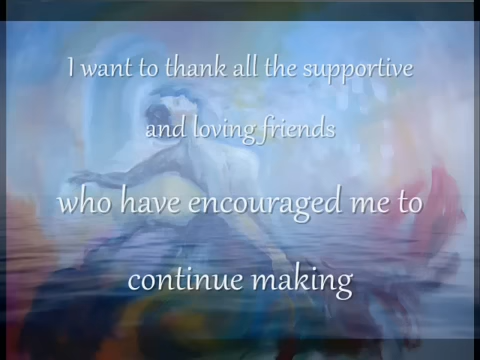 I want to thank all the supportive
and loving friends
who have encouraged me to
continue making